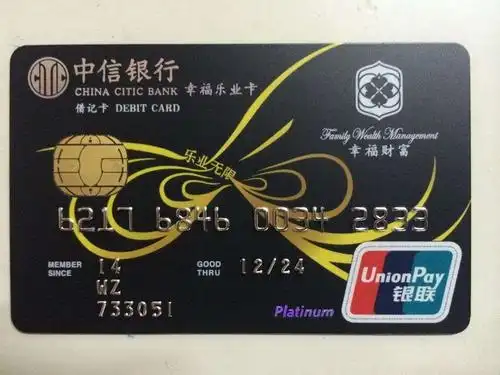 中信银行
CHINA CITIC BANK 幸福乐业卡
借记卡 DEBIT CARD
Family Wealth Management
幸福财富
乐业无限
6217 6846 0034 2833
MEMBER SINCE 14 GOOD THRU 12/24
WZ
733051
Platinum
UnionPay
银联